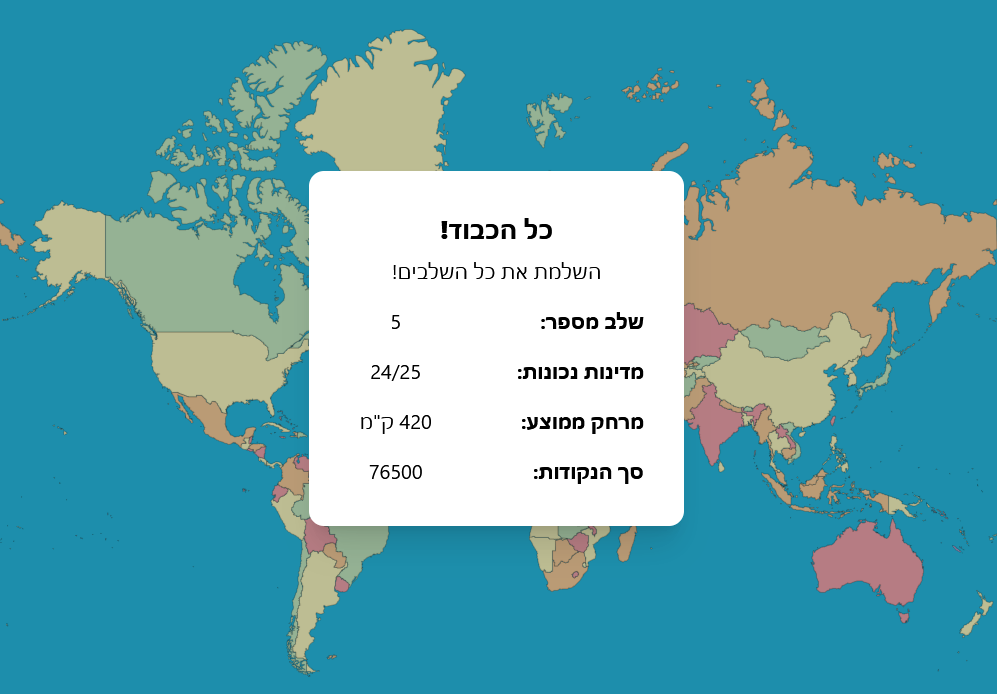 כל הכבוד!
השלמת את כל השלבים!
שלב מספר: 5
מדינות נכונות: 24/25
מרחק ממוצע: 420 ק"מ
סך הנקודות: 76500